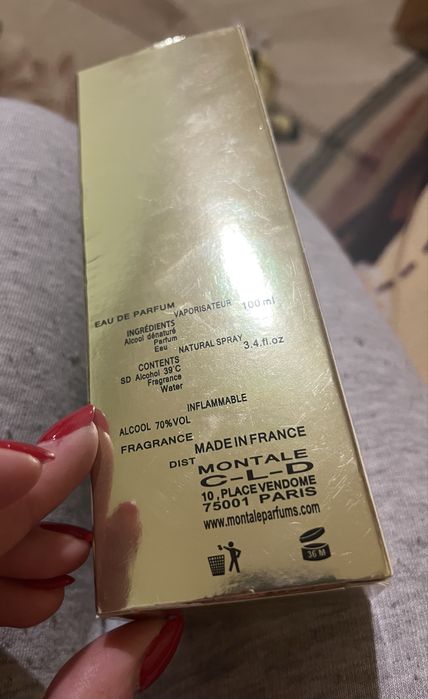 EAU DE PARFUM VAPORISATEUR 100 ml
INGRÉDIENTS
Alcool dénaturé
Parfum
Eau
NATURAL SPRAY 3.4.fl.oz
CONTENTS
SD Alcohol 39°C
Fragrance
Water
INFLAMMABLE
ALCOOL 70%VOL
FRAGRANCE MADE IN FRANCE
DIST MONTALE
C-L-D
10, PLACE VENDOME
75001 PARIS
www.montaleparfums.com
36 M